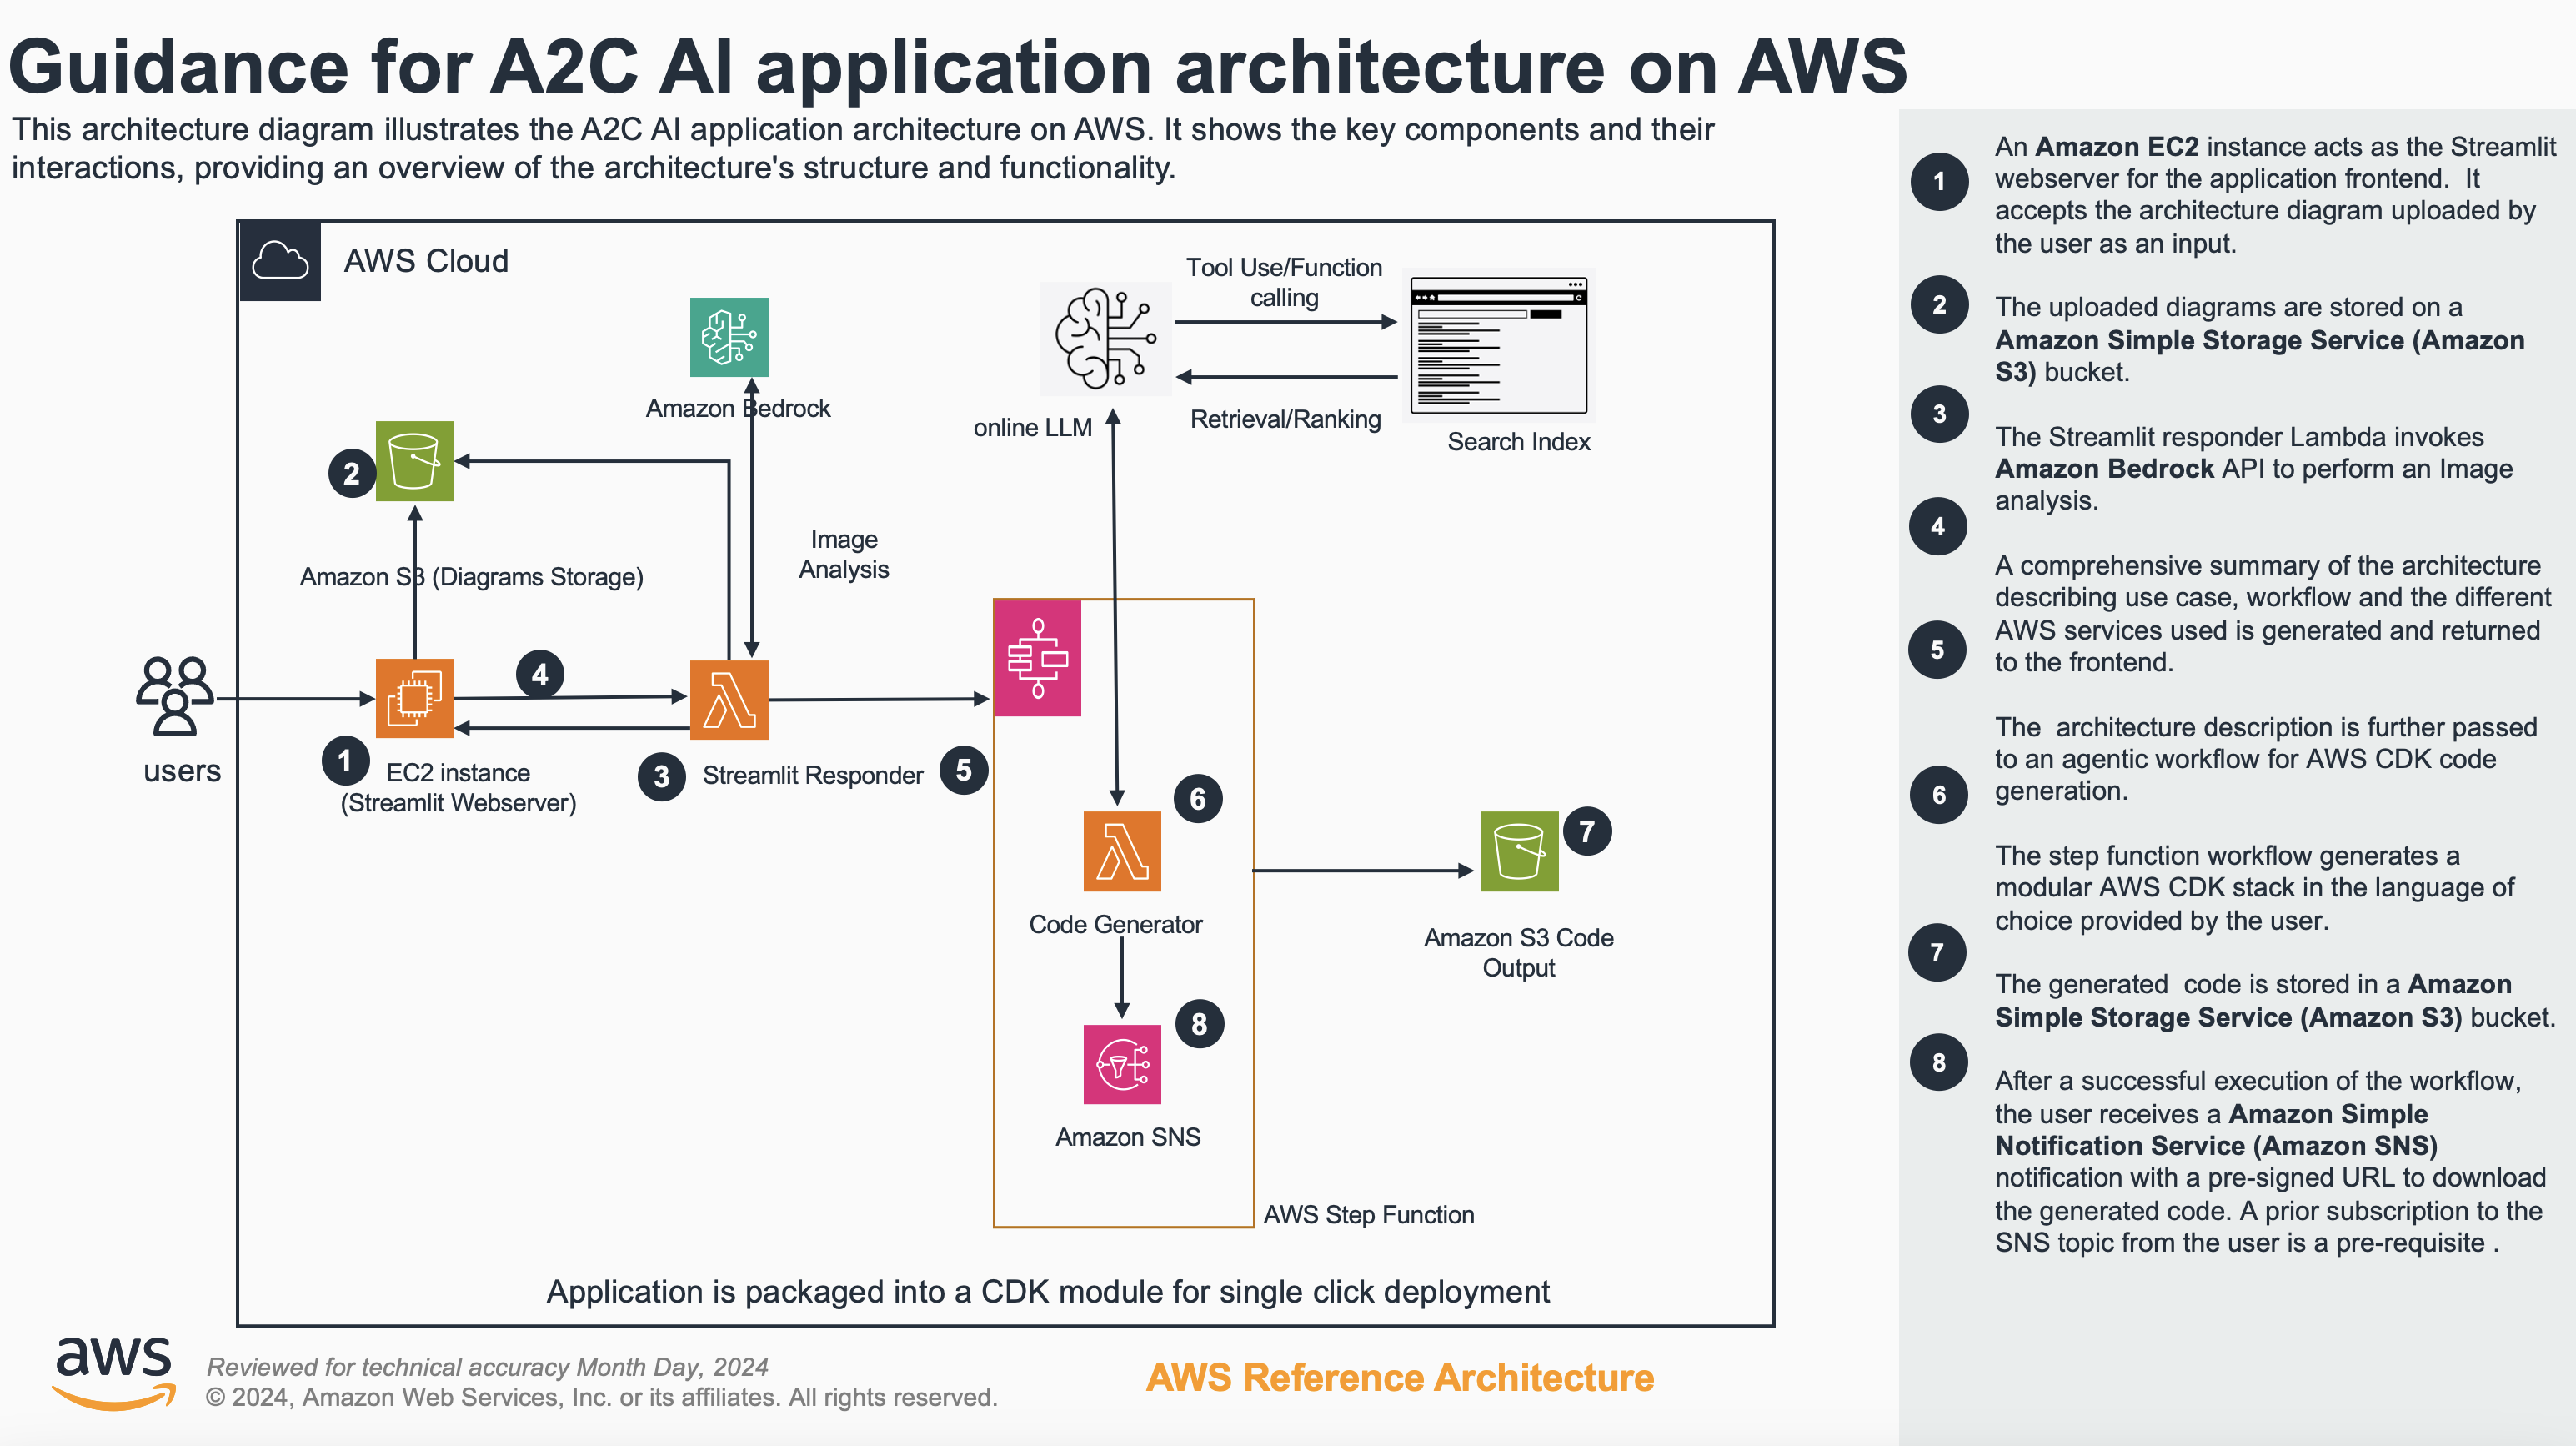 Guidance for A2C AI application architecture on AWS
This architecture diagram illustrates the A2C AI application architecture on AWS. It shows the key components and their
interactions, providing an overview of the architecture's structure and functionality.
AWS Cloud
Amazon Bedrock
online LLM
Tool Use/Function
calling
Retrieval/Ranking
Search Index
2
Amazon S3 (Diagrams Storage)
Image
Analysis
users
1
EC2 instance
(Streamlit Webserver)
4
3
Streamlit Responder
5
6
Code Generator
8
Amazon SNS
AWS Step Function
7
Amazon S3 Code
Output
Application is packaged into a CDK module for single click deployment
aws
Reviewed for technical accuracy Month Day, 2024
© 2024, Amazon Web Services, Inc. or its affiliates. All rights reserved.
AWS Reference Architecture
1
An Amazon EC2 instance acts as the Streamlit
webserver for the application frontend.  It
accepts the architecture diagram uploaded by
the user as an input.
2
The uploaded diagrams are stored on a
Amazon Simple Storage Service (Amazon
S3) bucket.
3
The Streamlit responder Lambda invokes
Amazon Bedrock API to perform an Image
analysis.
4
A comprehensive summary of the architecture
describing use case, workflow and the different
AWS services used is generated and returned
to the frontend.
5
The  architecture description is further passed
to an agentic workflow for AWS CDK code
generation.
6
The step function workflow generates a
modular AWS CDK stack in the language of
choice provided by the user.
7
The generated  code is stored in a Amazon
Simple Storage Service (Amazon S3) bucket.
8
After a successful execution of the workflow,
the user receives a Amazon Simple
Notification Service (Amazon SNS)
notification with a pre-signed URL to download
the generated code. A prior subscription to the
SNS topic from the user is a pre-requisite .